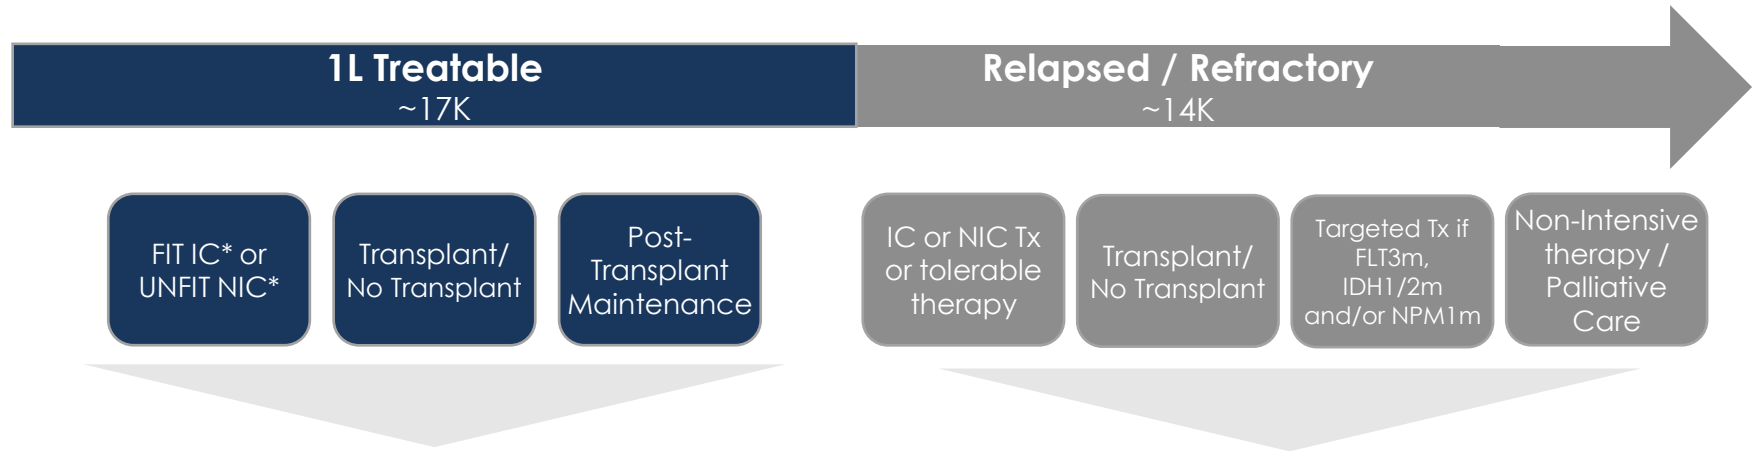 1L Treatable
~17K
Relapsed / Refractory
~14K
FIT IC* or
UNFIT NIC*
Transplant/
No Transplant
Post-
Transplant
Maintenance
IC or NIC Tx
or tolerable
therapy
Transplant/
No Transplant
Targeted Tx if
FLT3m,
IDH1/2m
and/or NPM1m
Non-Intensive
therapy /
Palliative
Care